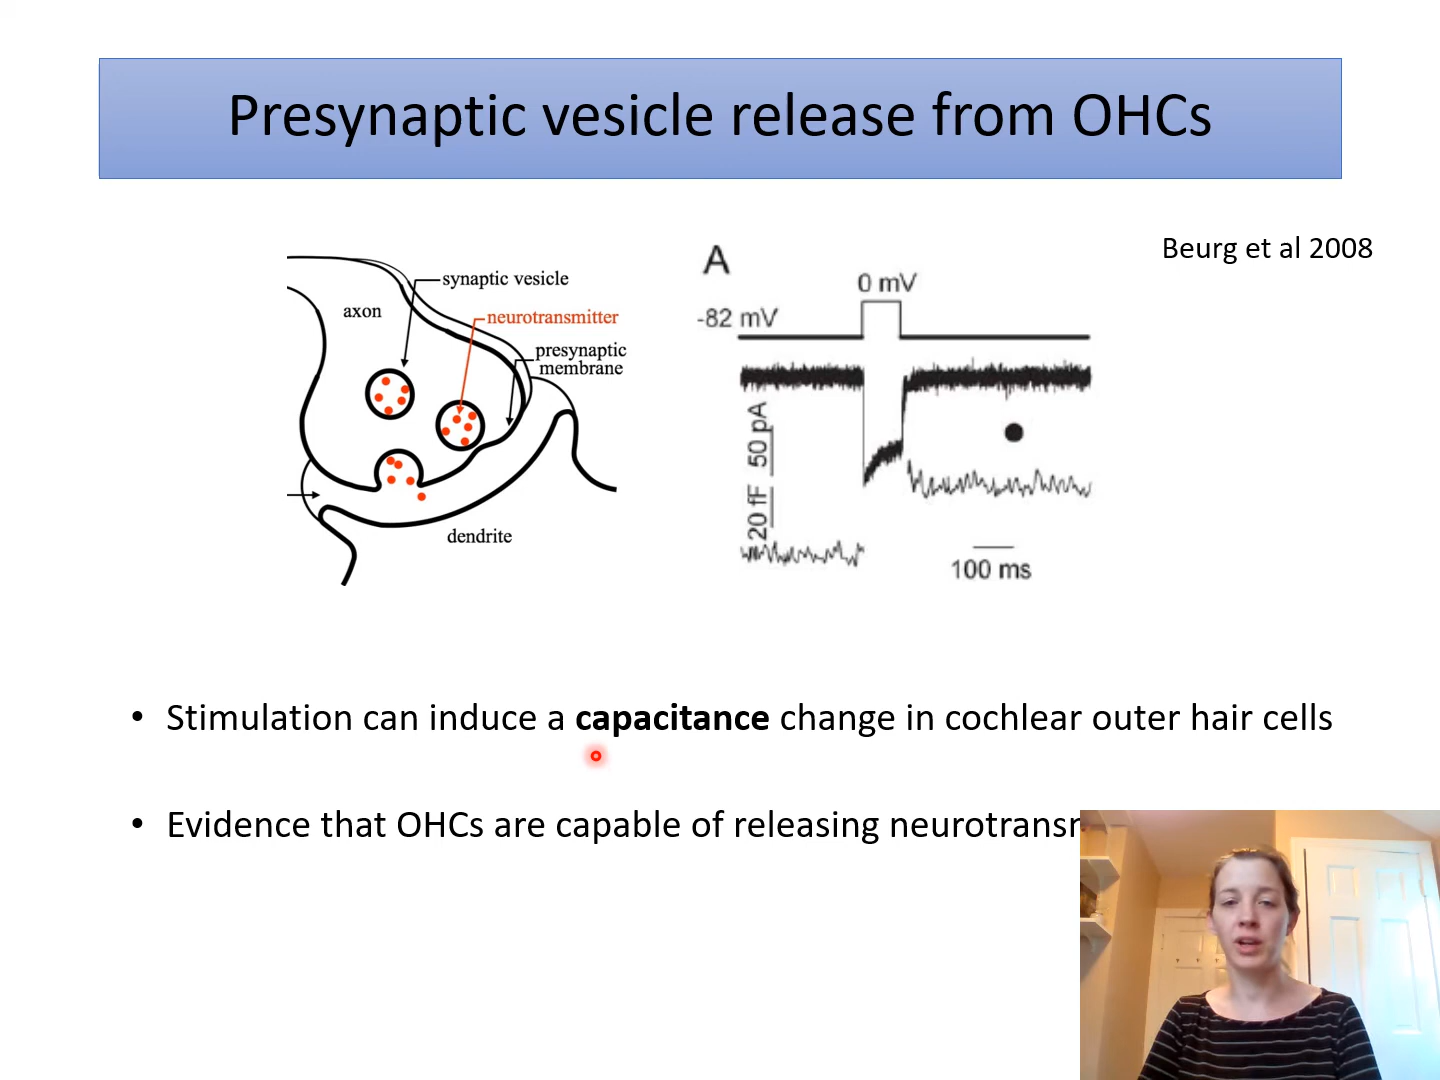 Presynaptic vesicle release from OHCs
Beurg et al 2008
synaptic vesicle
axon
neurotransmitter
presynaptic
membrane
dendrite
A
0 mV
-82 mV
50 pA
20 fF
100 ms
• Stimulation can induce a capacitance change in cochlear outer hair cells
• Evidence that OHCs are capable of releasing